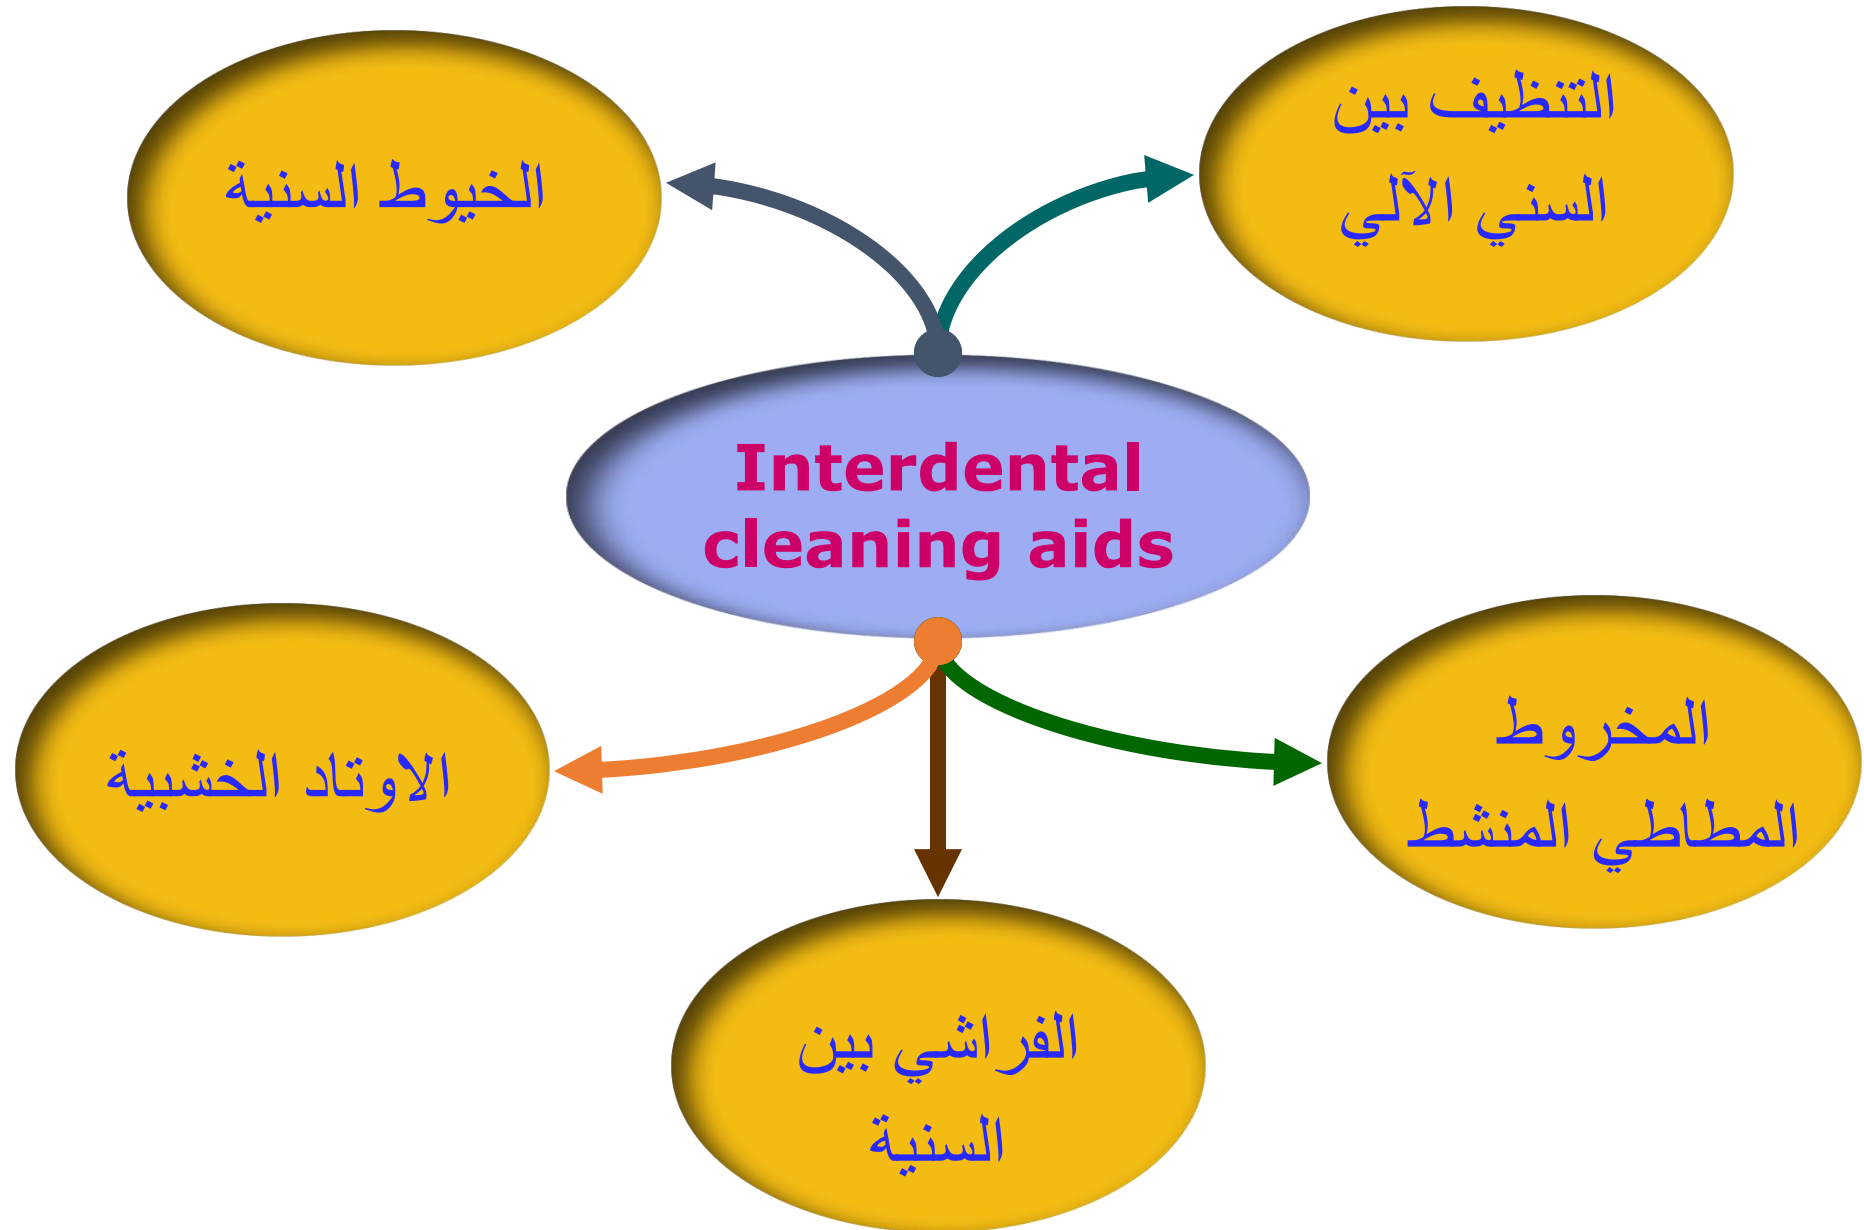 التنظيف بين
السني الآلي
الخيوط السنية
Interdental
cleaning aids
المخروط
المطاطي المنشط
الاوتاد الخشبية
الفراشي بين
السنية